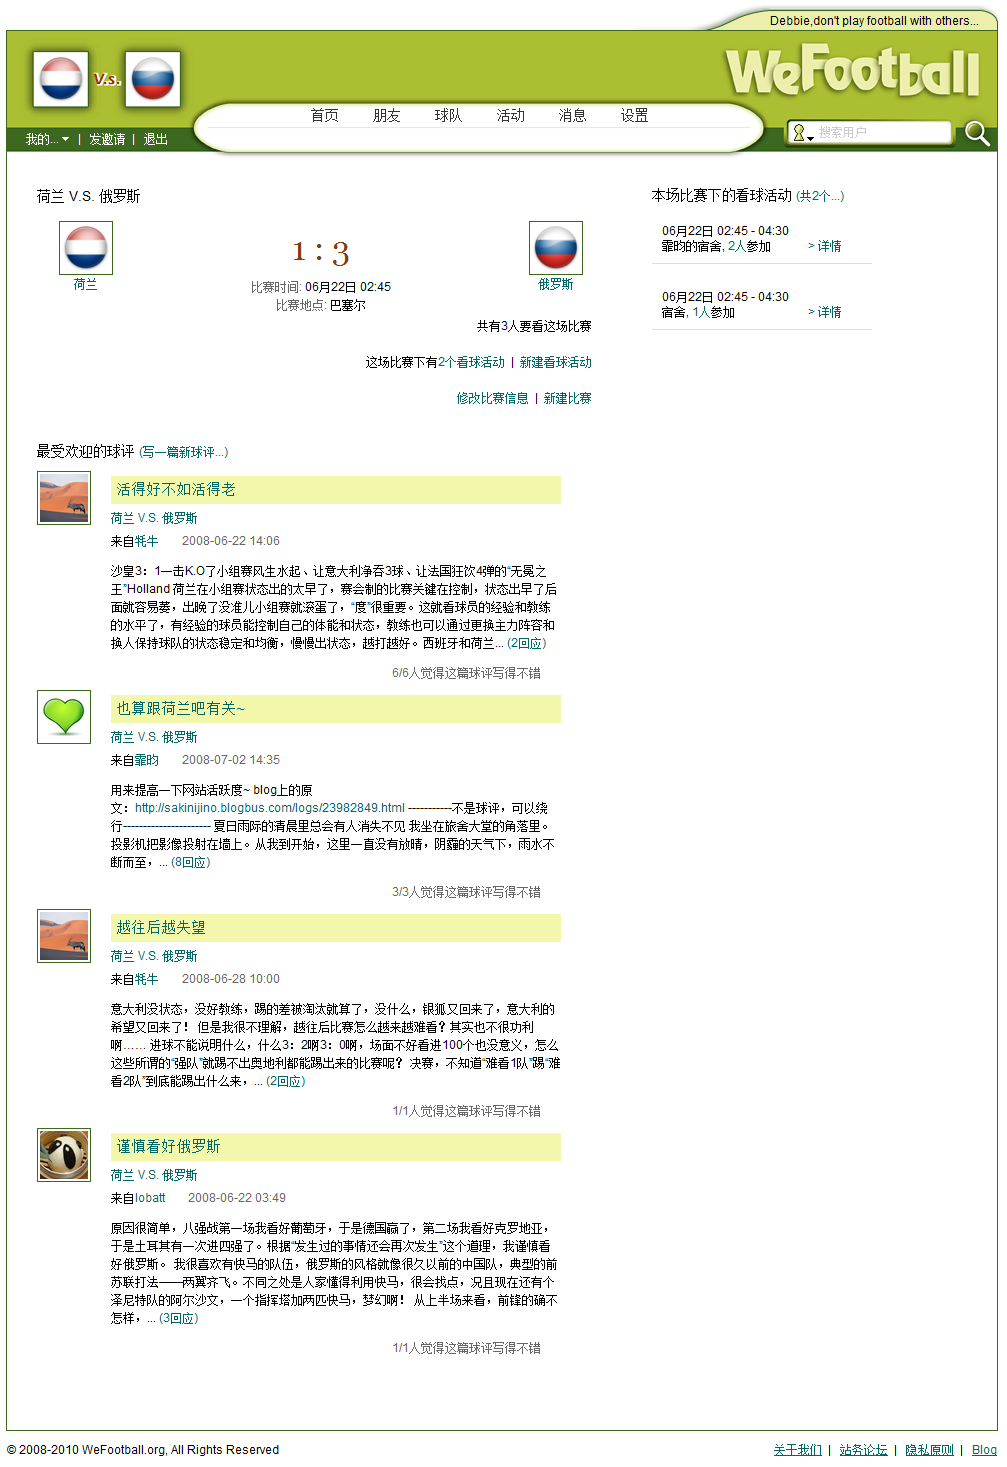 Debbie,don't play football with others...
V.s.
WeFootball
首页 朋友 球队 活动 消息 设置
我的... | 发邀请 | 退出
搜索用户
荷兰 V.S. 俄罗斯
荷兰
1 : 3
俄罗斯
比赛时间: 06月22日 02:45
比赛地点: 巴塞尔
共有3人要看这场比赛
这场比赛下有2个看球活动 | 新建看球活动
修改比赛信息 | 新建比赛
本场比赛下的看球活动 (共2个...)
06月22日 02:45 - 04:30
霏昀的宿舍, 2人参加 > 详情
06月22日 02:45 - 04:30
宿舍, 1人参加 > 详情
最受欢迎的球评 (写一篇新球评...)
活得好不如活得老
荷兰 V.S. 俄罗斯
来自牦牛 2008-06-22 14:06
沙皇3：1一击K.O了小组赛风生水起、让意大利净吞3球、让法国狂饮4弹的“无冕之
王”Holland 荷兰在小组赛状态出的太早了，赛会制的比赛关键在控制，状态出早了后
面就容易萎，出晚了没准儿小组赛就滚蛋了，“度”很重要。这就看球员的经验和教练
的水平了，有经验的球员能控制自己的体能和状态，教练也可以通过更换主力阵容和
换人保持球队的状态稳定和均衡，慢慢出状态，越打越好。西班牙和荷兰... (2回应)
6/6人觉得这篇球评写得不错
也算跟荷兰吧有关~
荷兰 V.S. 俄罗斯
来自霏昀 2008-07-02 14:35
用来提高一下网站活跃度~ blog上的原
文：http://sakinijino.blogbus.com/logs/23982849.html -----------不是球评，可以绕
行---------------------- 夏日雨际的清晨里总会有人消失不见 我坐在旅舍大堂的角落里。
投影机把影像投射在墙上。从我到开始，这里一直没有放晴，阴霾的天气下，雨水不
断而至，... (8回应)
3/3人觉得这篇球评写得不错
越往后越失望
荷兰 V.S. 俄罗斯
来自牦牛 2008-06-28 10:00
意大利没状态，没好教练，踢的差被淘汰就算了，没什么，银狐又回来了，意大利的
希望又回来了！ 但是我很不理解，越往后比赛怎么越来越难看？其实也不很功利
啊…… 进球不能说明什么，什么3：2啊3：0啊，场面不好看进100个也没意义，怎么
这些所谓的“强队”就踢不出奥地利都能踢出来的比赛呢？ 决赛，不知道“难看1队”踢“难
看2队”到底能踢出什么来，... (2回应)
1/1人觉得这篇球评写得不错
谨慎看好俄罗斯
荷兰 V.S. 俄罗斯
来自lobatt 2008-06-22 03:49
原因很简单，八强战第一场我看好葡萄牙，于是德国赢了，第二场我看好克罗地亚，
于是土耳其有一次进四强了。根据“发生过的事情还会再次发生”这个道理，我谨慎看
好俄罗斯。 我很喜欢有快马的队伍，俄罗斯的风格就像很久以前的中国队，典型的前
苏联打法——两翼齐飞。不同之处是人家懂得利用快马，很会找点，况且现在还有个
泽尼特队的阿尔沙文，一个指挥塔加两匹快马，梦幻啊！ 从上半场来看，前锋的确不
怎样，... (3回应)
1/1人觉得这篇球评写得不错
© 2008-2010 WeFootball.org, All Rights Reserved
关于我们 | 站务论坛 | 隐私原则 | Blog